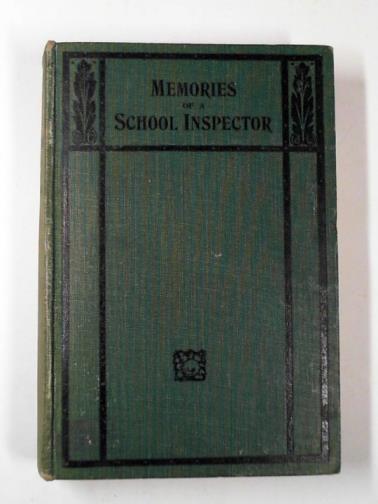 MEMORIES
OF A
SCHOOL INSPECTOR